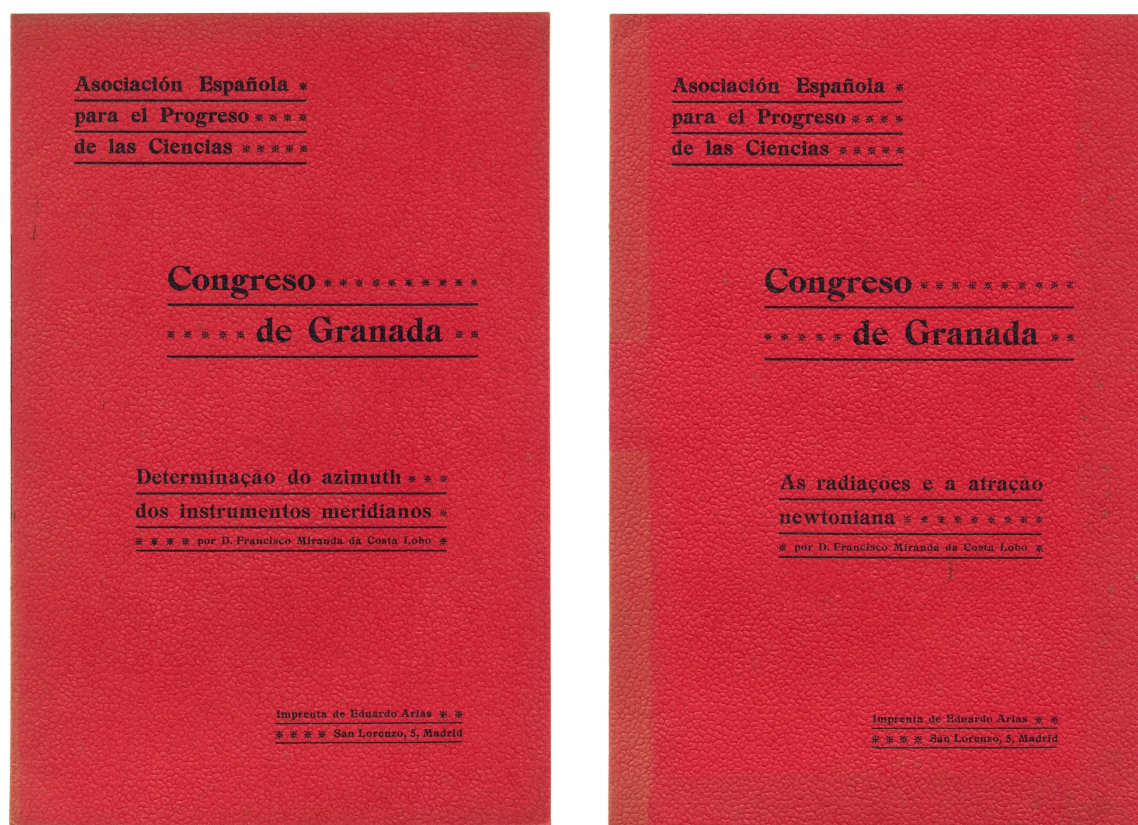 Asociación Española *
para el Progreso * * * *
de las Ciencias * * * * *
Congreso * * * * * * * * * *
* * * * * de Granada * *
Determinação do azimuth * * *
dos instrumentos meridianos *
* * * * por D. Francisco Miranda da Costa Lobo *
Imprenta de Eduardo Arias * *
* * * * San Lorenzo, 5, Madrid
Asociación Española *
para el Progreso * * * *
de las Ciencias * * * * *
Congreso * * * * * * * * * *
* * * * * de Granada * *
As radiaçoes e a atração
newtoniana * * * * * * * * *
* por D. Francisco Miranda da Costa Lobo *
Imprenta de Eduardo Arias * *
* * * * San Lorenzo, 5, Madrid